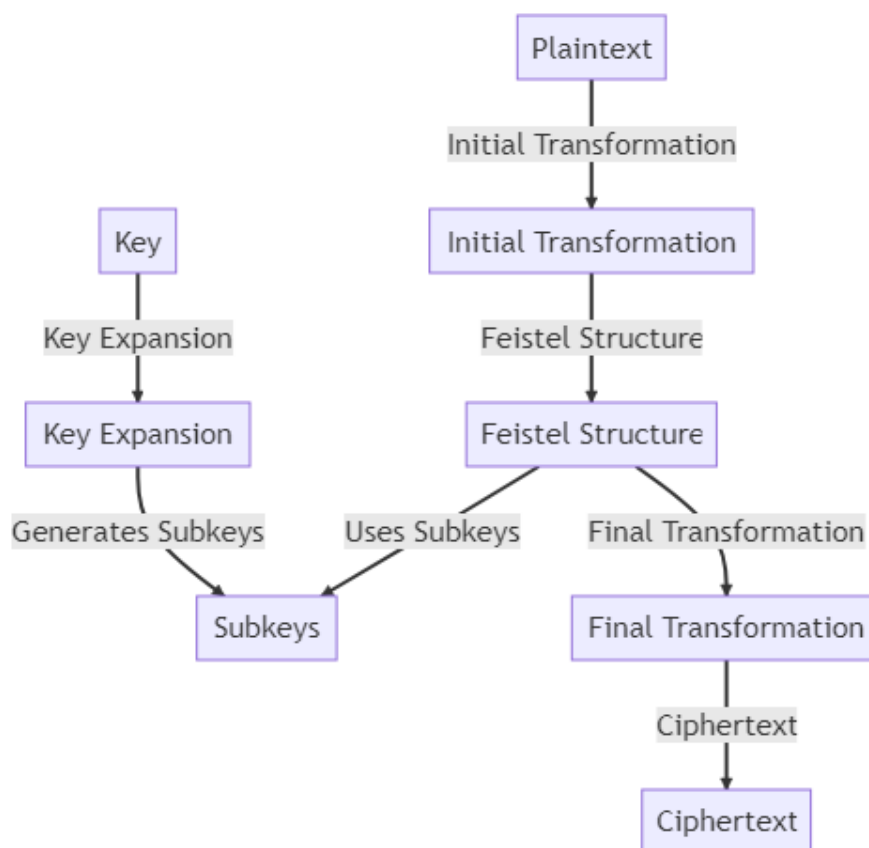 Plaintext
Initial Transformation
Key
Initial Transformation
Key Expansion
Feistel Structure
Key Expansion
Feistel Structure
Generates Subkeys
Uses Subkeys
Final Transformation
Subkeys
Final Transformation
Ciphertext
Ciphertext